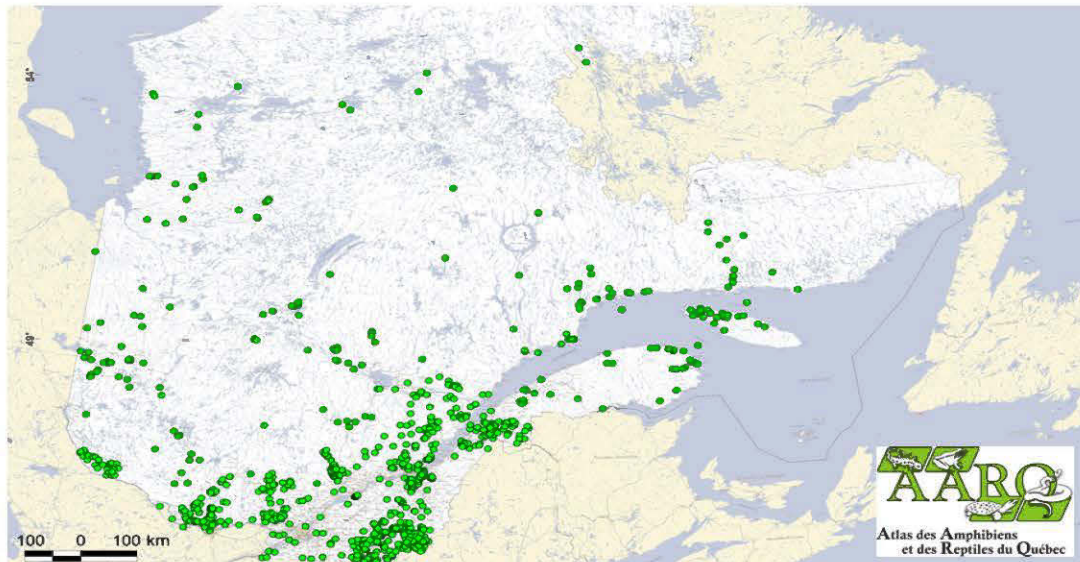 54°
49°
100 0 100 km
AARQ
Atlas des Amphibiens
et des Reptiles du Québec